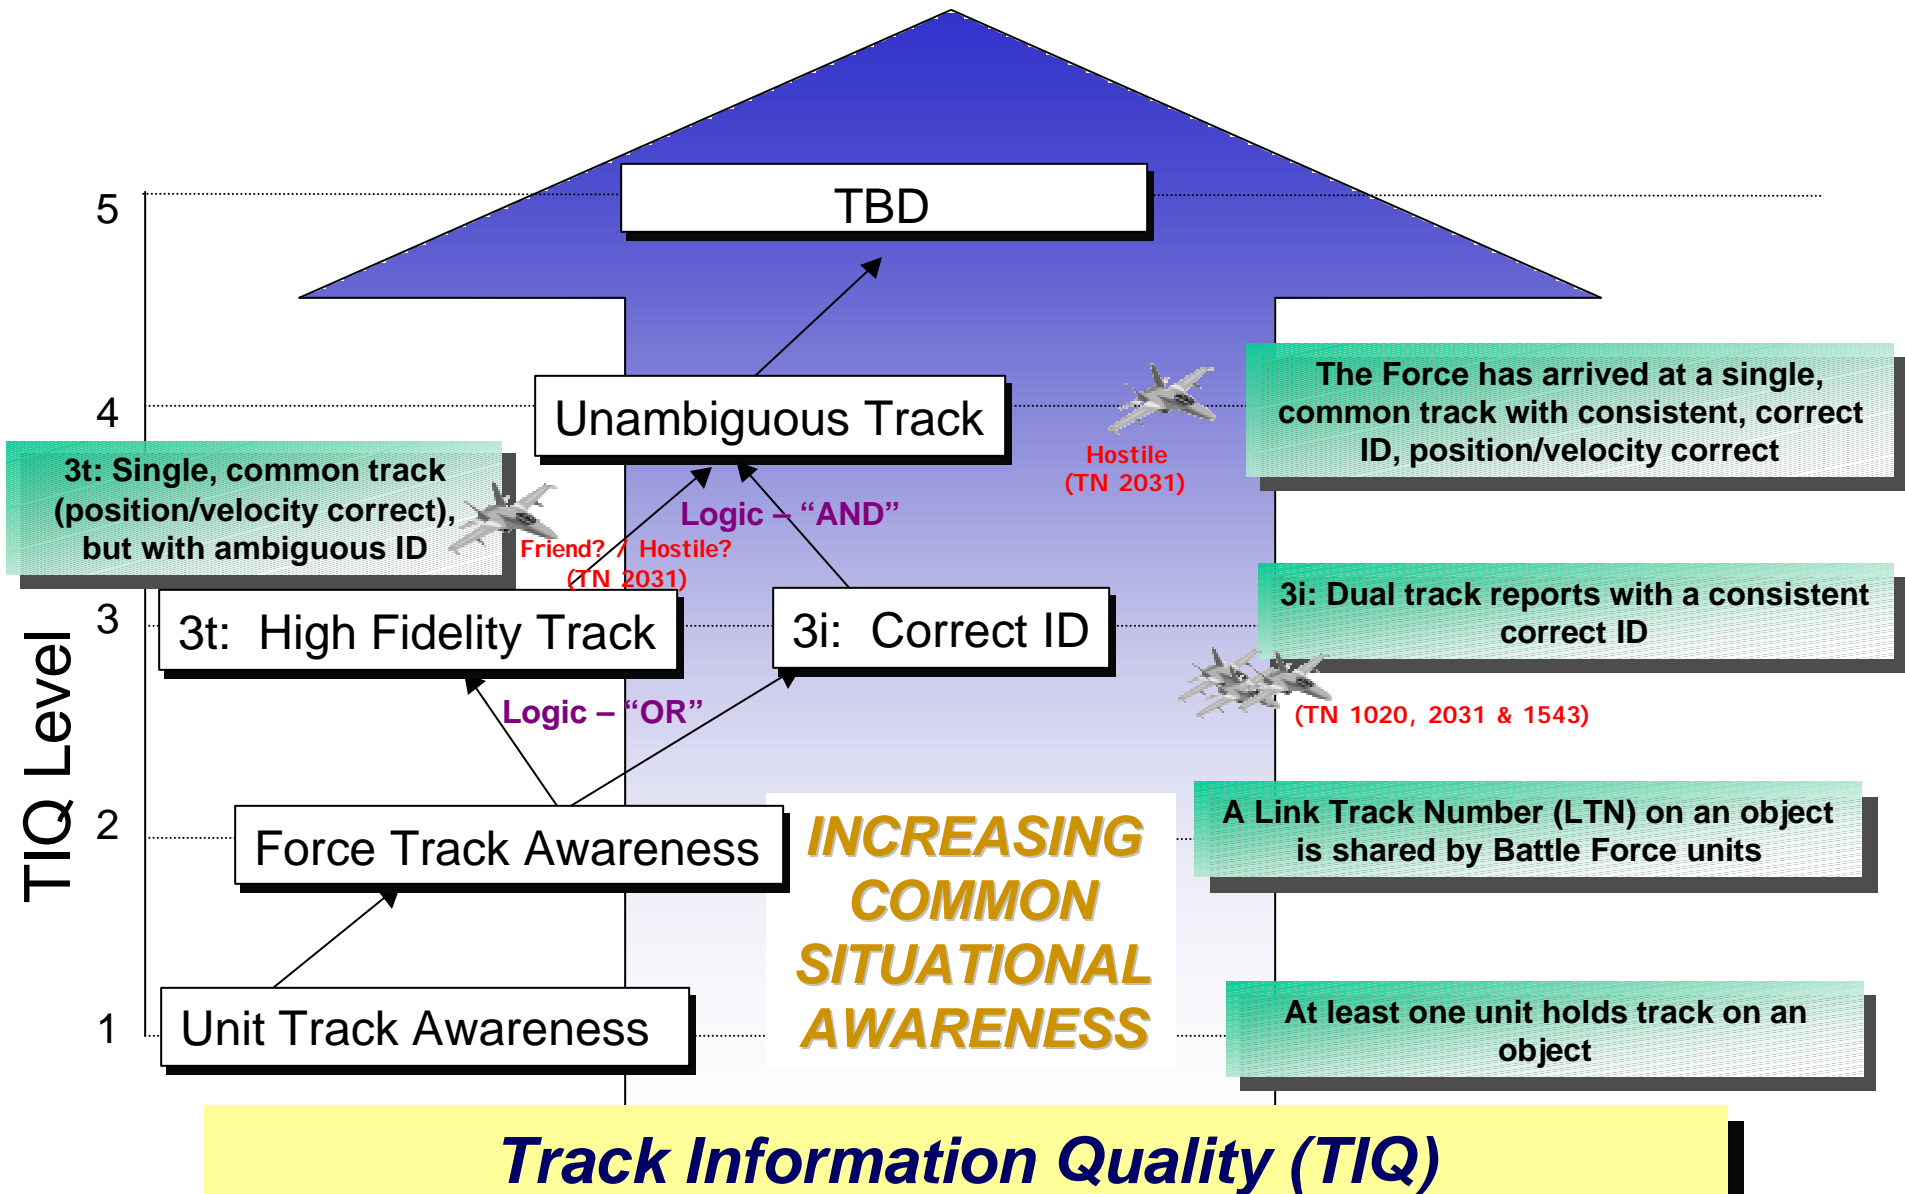 5
TBD
4
Unambiguous Track
Hostile
(TN 2031)
The Force has arrived at a single,
common track with consistent, correct
ID, position/velocity correct
3t: Single, common track
(position/velocity correct),
but with ambiguous ID
Logic – “AND”
Friend? / Hostile?
(TN 2031)
3
3t:  High Fidelity Track
3i:  Correct ID
3i: Dual track reports with a consistent
correct ID
Logic – “OR”
(TN 1020, 2031 & 1543)
TIQ Level
2
Force Track Awareness
A Link Track Number (LTN) on an object
is shared by Battle Force units
INCREASING
COMMON
SITUATIONAL
AWARENESS
1
Unit Track Awareness
At least one unit holds track on an
object
Track Information Quality (TIQ)